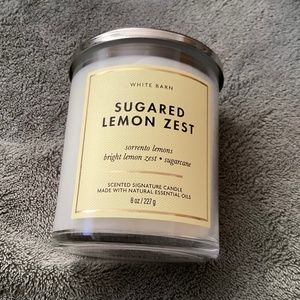 WHITE BARN
SUGARED
LEMON ZEST
sorrento lemons
bright lemon zest • sugarcane
SCENTED SIGNATURE CANDLE
MADE WITH NATURAL ESSENTIAL OILS
8 oz / 227 g